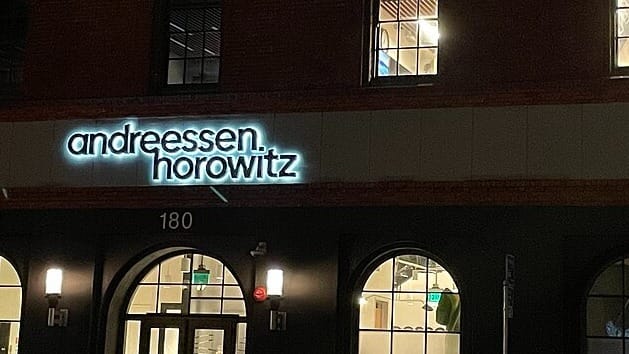 andreessen.
horowitz
180